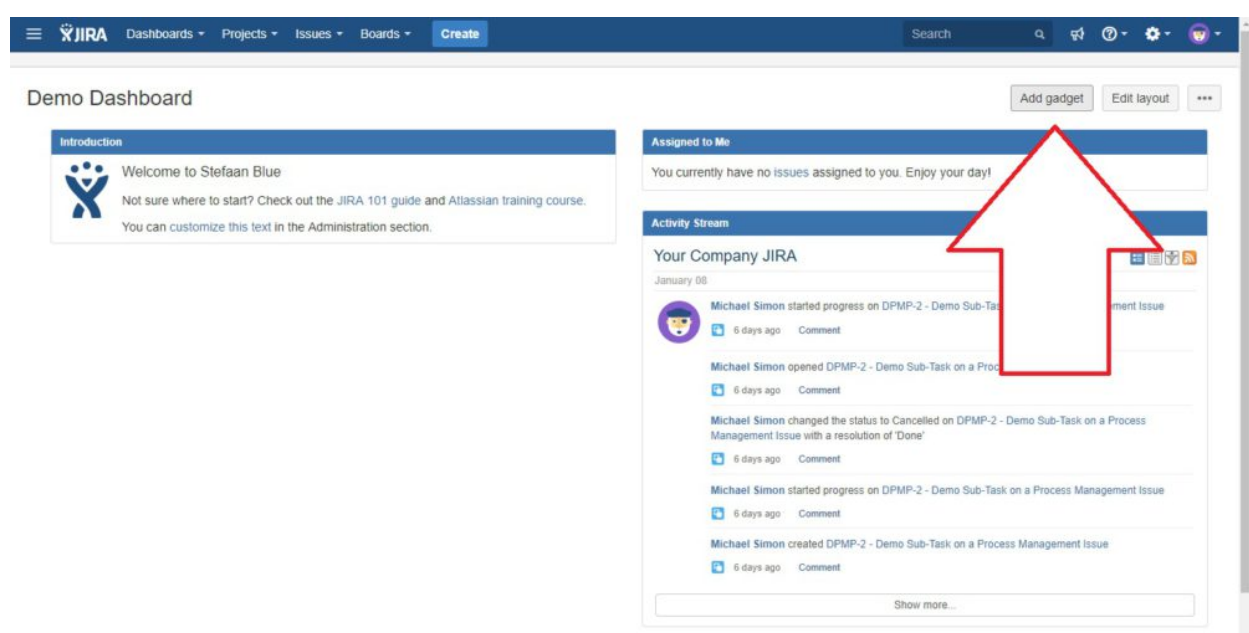 JIRA Dashboards Projects Issues Boards Create Search
Demo Dashboard
Add gadget Edit layout
Introduction
Welcome to Stefaan Blue
Not sure where to start? Check out the JIRA 101 guide and Atlassian training course.
You can customize this text in the Administration section.
Assigned to Me
You currently have no issues assigned to you. Enjoy your day!
Activity Stream
Your Company JIRA
January 08
Michael Simon started progress on DPMP-2 - Demo Sub-Tas ment Issue
6 days ago Comment
Michael Simon opened DPMP-2 - Demo Sub-Task on a Proc
6 days ago Comment
Michael Simon changed the status to Cancelled on DPMP-2 - Demo Sub-Task on a Process
Management Issue with a resolution of 'Done'
6 days ago Comment
Michael Simon started progress on DPMP-2 - Demo Sub-Task on a Process Management Issue
6 days ago Comment
Michael Simon created DPMP-2 - Demo Sub-Task on a Process Management Issue
6 days ago Comment
Show more...